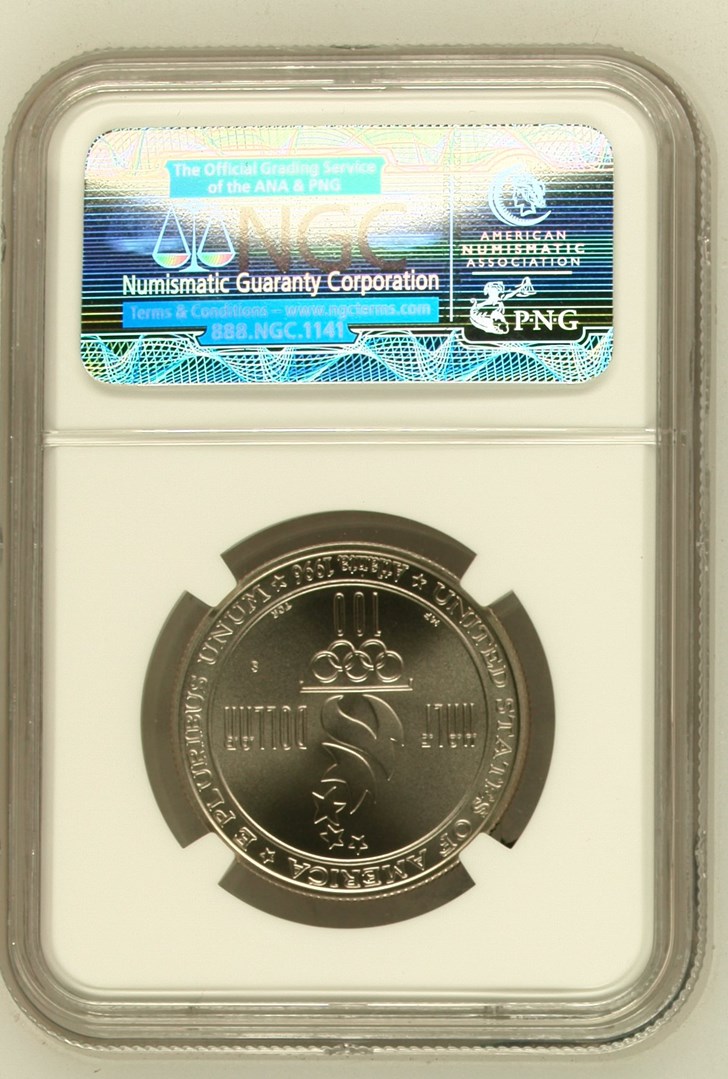 The Official Grading Service
of the ANA & PNG
NGC
Numismatic Guaranty Corporation
Terms & Conditions – www.ngcterms.com
888.NGC.1141
AMERICAN
NUMISMATIC
ASSOCIATION
P·N·G
UNITED STATES OF AMERICA ★ E PLURIBUS UNUM ★
ATLANTA 1996
HALF DOLLAR
100
S